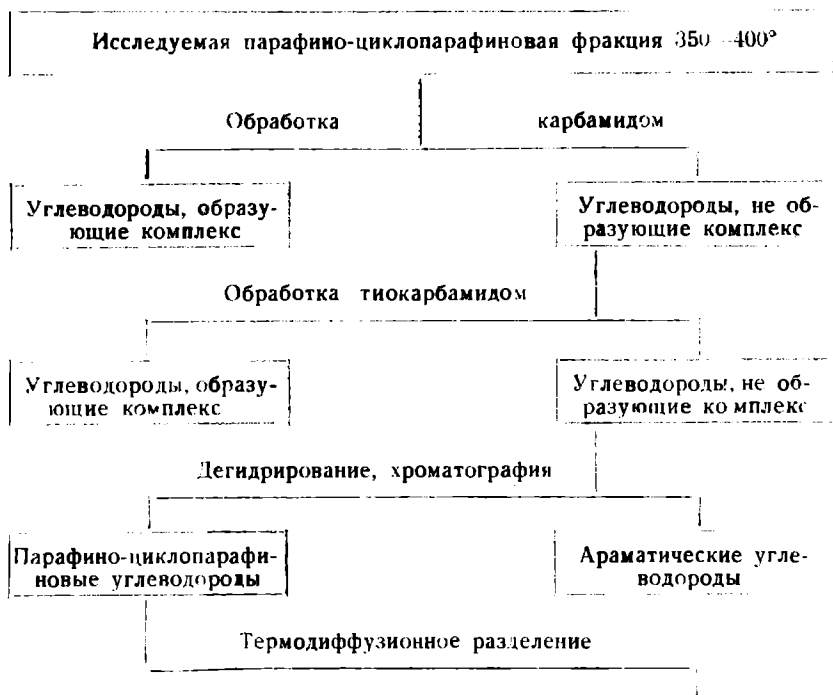 Исследуемая парафино-циклопарафиновая фракция 350—400°
Обработка карбамидом
Углеводороды, образу-
ющие комплекс
Углеводороды, не об-
разующие комплекс
Обработка тиокарбамидом
Углеводороды, образу-
ющие комплекс
Углеводороды, не об-
разующие комплекс
Дегидрирование, хроматография
Парафино-циклопарафи-
новые углеводороды
Араматические угле-
водороды
Термодиффузионное разделение